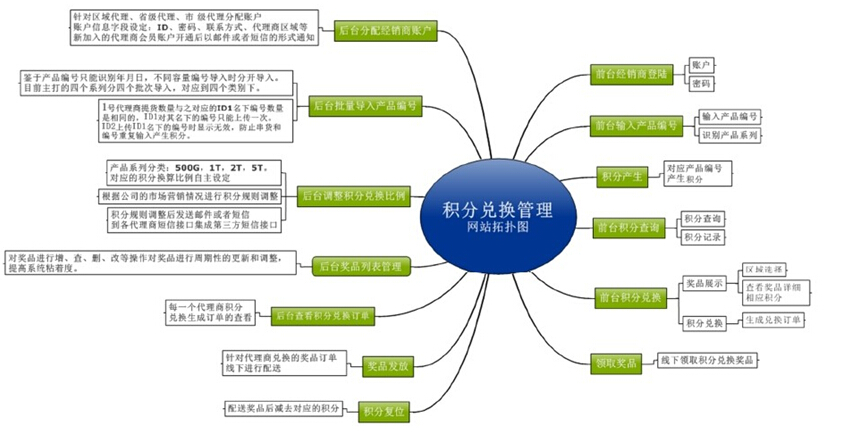 积分兑换管理
网站拓扑图
针对区域代理、省级代理、市 级代理分配账户
账户信息字段设定：ID、密码、联系方式、代理商区域等
新加入的代理商会员账户开通后以邮件或者短信的形式通知
后台分配经销商账户
鉴于产品编号只能识别年月日，不同容量编号导入时分开导入。
目前主打的四个系列分四个批次导入，对应到四个类别下。
1号代理商提货数量与之对应的ID1名下编号数量
是相同的，ID1对其名下的编号只能上传一次，
ID2上传ID1名下的编号时显示无效，防止串货和
编号重复输入产生积分。
后台批量导入产品编号
产品系列分类：500G，1T，2T，5T。
对应的积分换算比例自主设定
根据公司的市场营销情况进行积分规则调整
积分规则调整后发送邮件或者短信
到各代理商短信接口集成第三方短信接口
后台调整积分兑换比例
对奖品进行增、查、删、改等操作对奖品进行周期性的更新和调整，
提高系统粘着度。
后台奖品列表管理
每一个代理商积分
兑换生成订单的查看
后台查看积分兑换订单
针对代理商兑换的奖品订单
线下进行配送
奖品发放
配送奖品后减去对应的积分
积分复位
前台经销商登陆
账户
密码
前台输入产品编号
输入产品编号
识别产品系列
积分产生
对应产品编号
产生积分
前台积分查询
积分查询
积分记录
前台积分兑换
奖品展示
区域选择
查看奖品详细
相应积分
积分兑换
生成兑换订单
领取奖品
线下领取积分兑换奖品